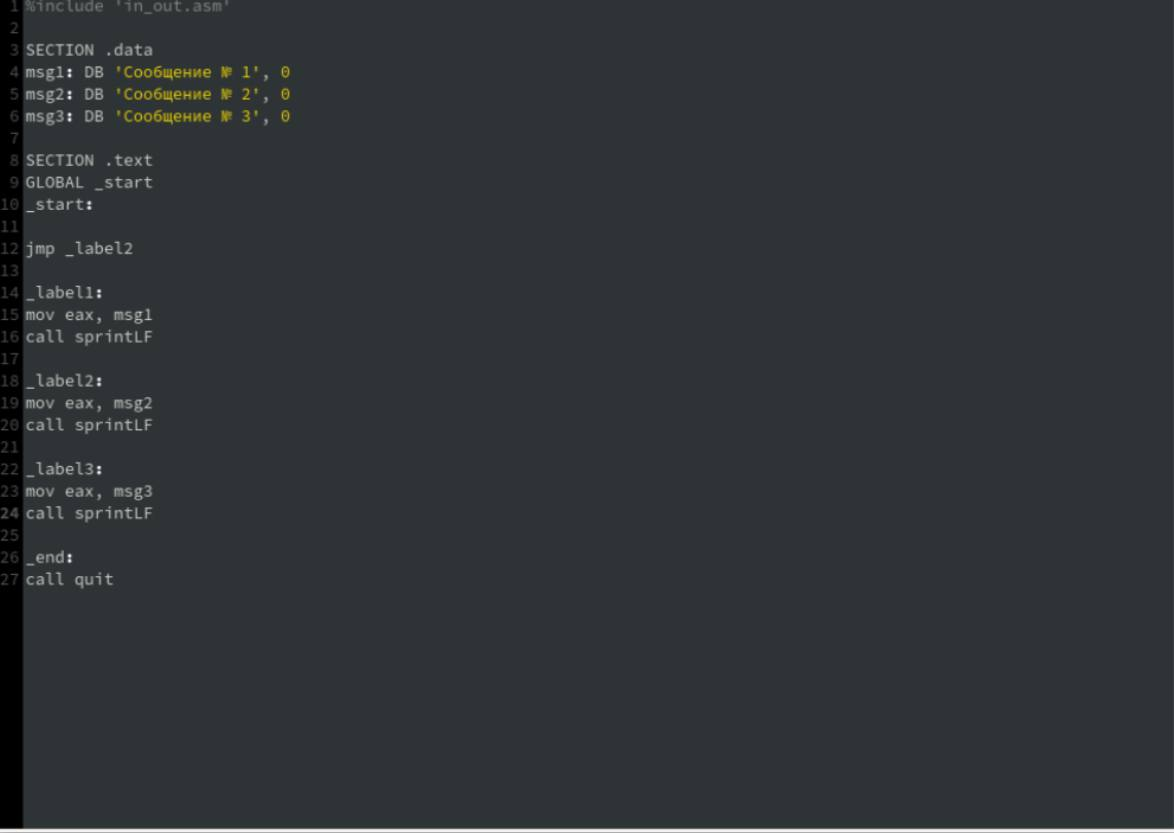 1 %include 'in_out.asm'
2
3 SECTION .data
4 msg1: DB 'Сообщение № 1', 0
5 msg2: DB 'Сообщение № 2', 0
6 msg3: DB 'Сообщение № 3', 0
7
8 SECTION .text
9 GLOBAL _start
10 _start:
11
12 jmp _label2
13
14 _label1:
15 mov eax, msg1
16 call sprintLF
17
18 _label2:
19 mov eax, msg2
20 call sprintLF
21
22 _label3:
23 mov eax, msg3
24 call sprintLF
25
26 _end:
27 call quit